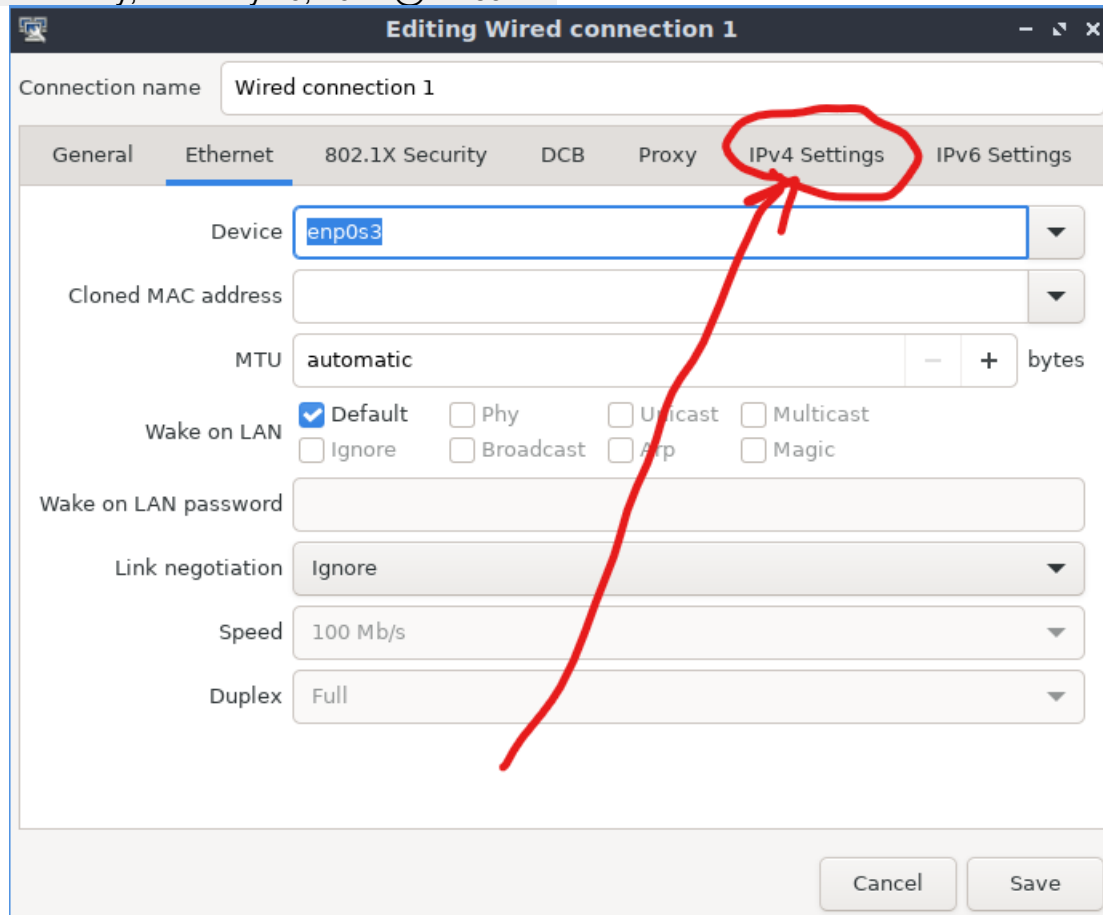 Editing Wired connection 1
Connection name Wired connection 1
General Ethernet 802.1X Security DCB Proxy IPv4 Settings IPv6 Settings
Device enp0s3
Cloned MAC address
MTU automatic − + bytes
Wake on LAN
Default Phy Unicast Multicast
Ignore Broadcast Arp Magic
Wake on LAN password
Link negotiation Ignore
Speed 100 Mb/s
Duplex Full
Cancel Save